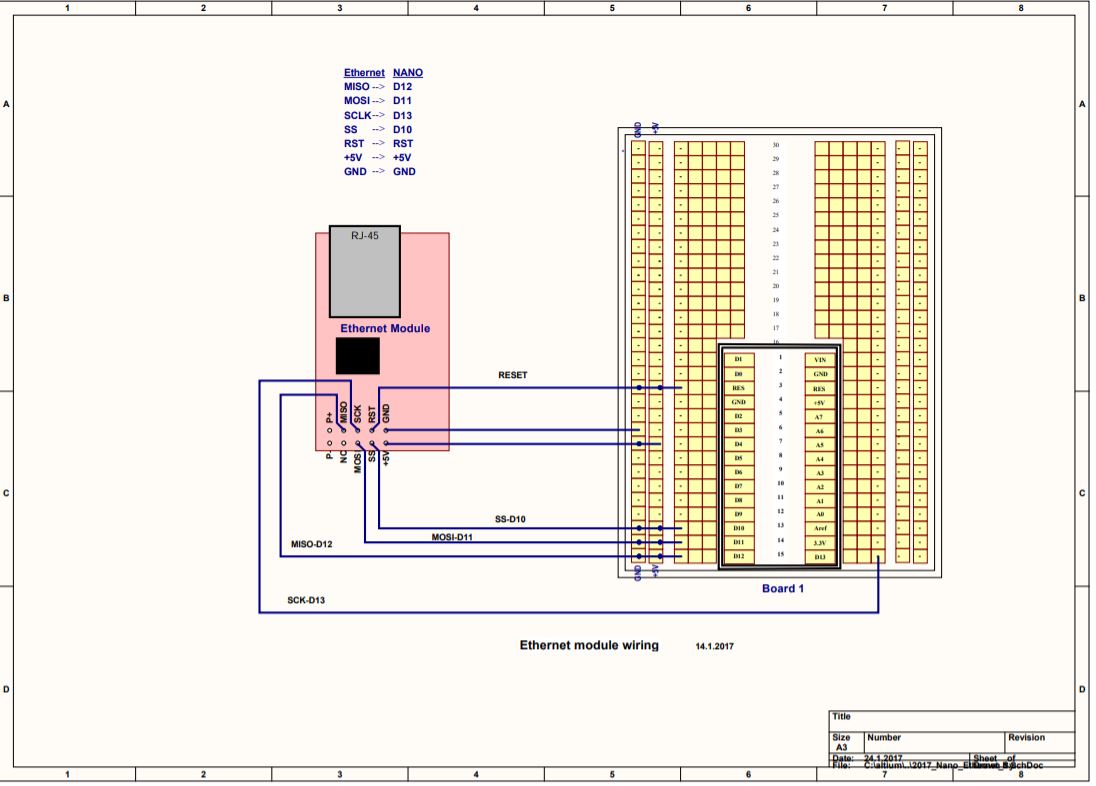 1 2 3 4 5 6 7 8
A A
B B
C C
D D
Ethernet NANO
MISO --> D12
MOSI --> D11
SCLK--> D13
SS --> D10
RST --> RST
+5V --> +5V
GND --> GND
RJ-45
Ethernet Module
P+ MISO SCK RST GND
P- NC MOSI SS +5V
RESET
SS-D10
MOSI-D11
MISO-D12
SCK-D13
GND +5V
30
29
28
27
26
25
24
23
22
21
20
19
18
17
16
D1 1 VIN
D0 2 GND
RES 3 RES
GND 4 +5V
D2 5 A7
D3 6 A6
D4 7 A5
D5 8 A4
D6 9 A3
D7 10 A2
D8 11 A1
D9 12 A0
D10 13 Aref
D11 14 3.3V
D12 15 D13
GND +5V
Board 1
Ethernet module wiring 14.1.2017
Title
Size Number Revision
A3
Date: 24.1.2017 Sheet of
File: C:\altium\..\2017_Nano_Ethernet_
1 2 3 4 5 6 7 8